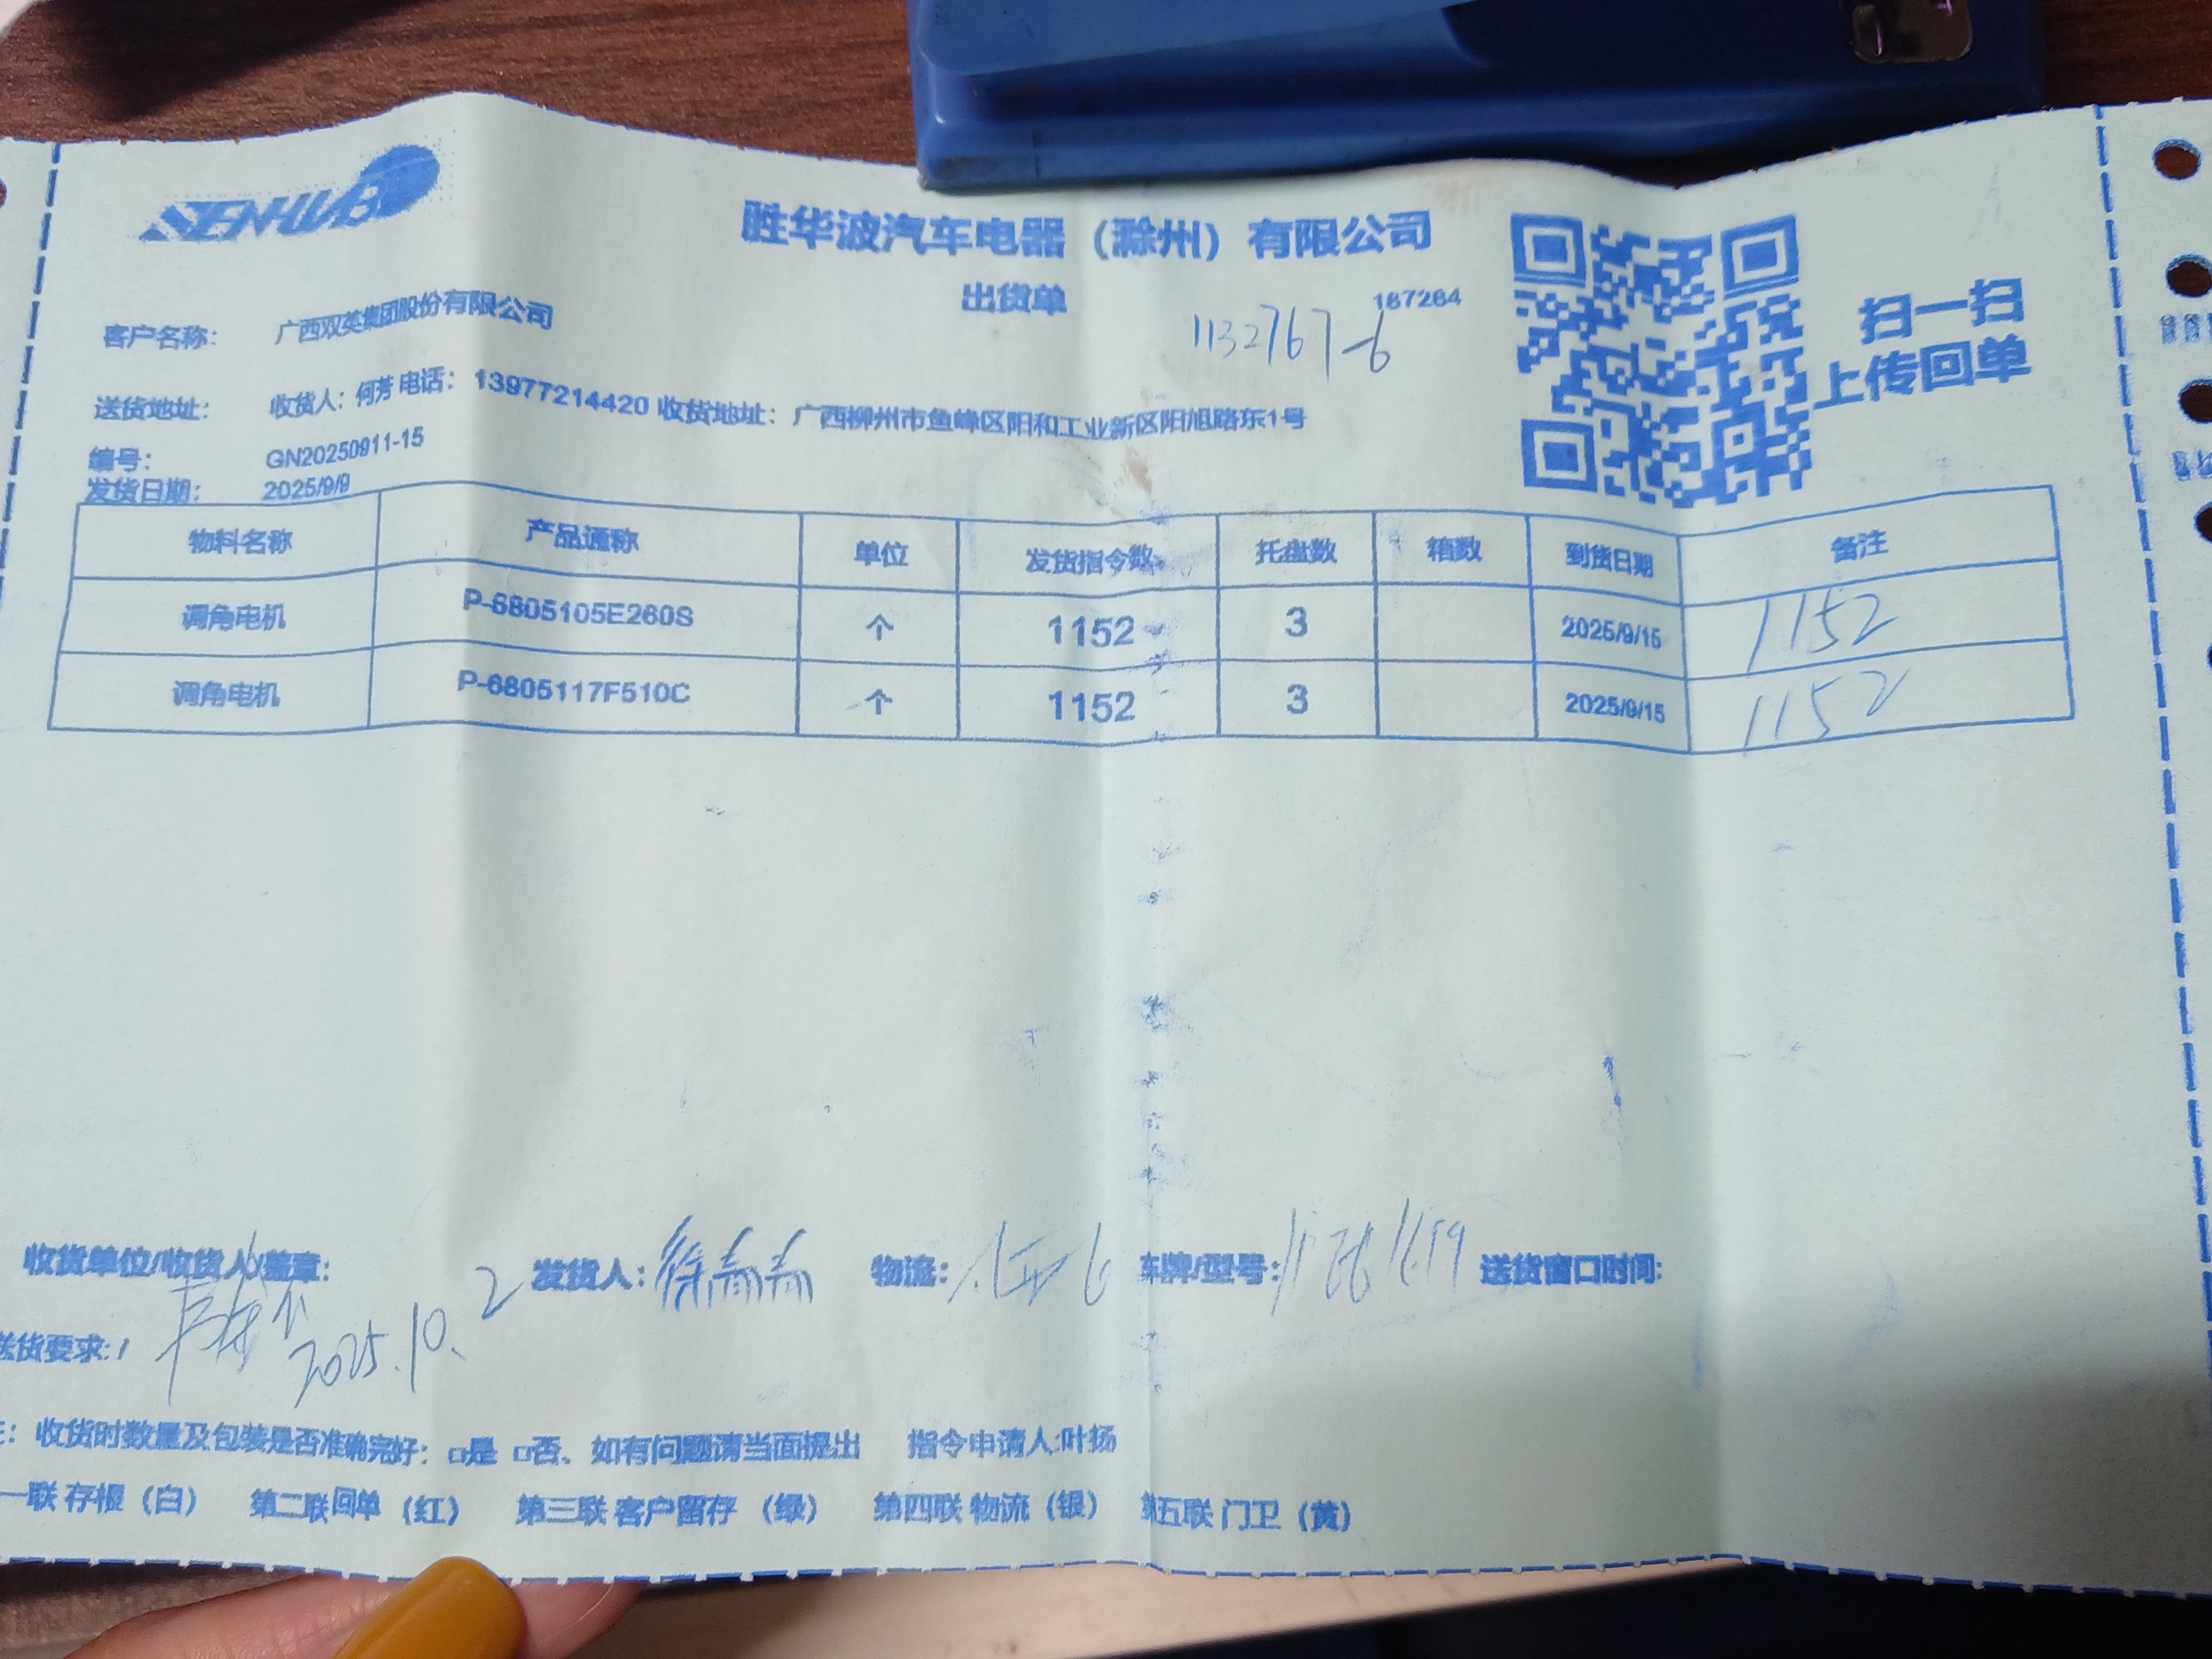 SENHWBO
胜华波汽车电器（滁州）有限公司
出货单
187284
1132767-6
扫一扫
上传回单
客户名称： 广西双英集团股份有限公司
送货地址： 收货人：何芳 电话：13977214420 收货地址：广西柳州市鱼峰区阳和工业新区阳旭路东1号
编号： GN20250911-15
发货日期： 2025/9/9
物料名称 产品通称 单位 发货指令数 托盘数 箱数 到货日期 备注
调角电机 P-6805105E260S 个 1152 3 2025/9/15 1152
调角电机 P-6805117F510C 个 1152 3 2025/9/15 1152
收货单位/收货人/盖章： 发货人：徐 物流： 车牌/型号： 送货窗口时间：
送货要求：/ 2025.10.2
：收货时数量及包装是否准确完好：□是 □否、如有问题请当面提出 指令申请人:叶扬
一联 存根（白） 第二联回单（红） 第三联 客户留存（绿） 第四联 物流（银） 第五联 门卫（黄）